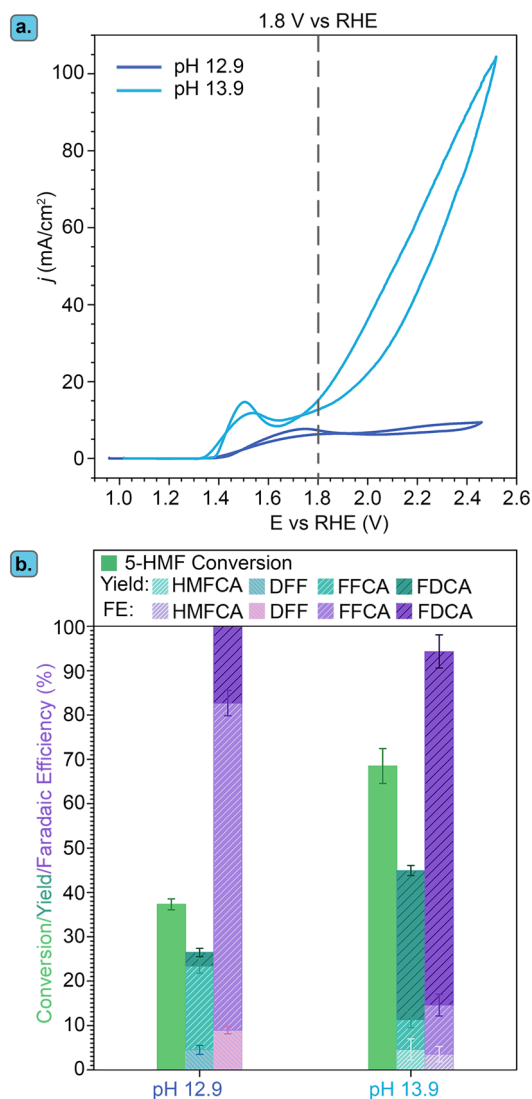 a.
1.8 V vs RHE
pH 12.9
pH 13.9
100
80
60
40
20
0
j (mA/cm²)
1.0 1.2 1.4 1.6 1.8 2.0 2.2 2.4 2.6
E vs RHE (V)
b.
5-HMF Conversion
Yield: HMFCA DFF FFCA FDCA
FE: HMFCA DFF FFCA FDCA
100
90
80
70
60
50
40
30
20
10
0
Conversion/Yield/Faradaic Efficiency (%)
pH 12.9 pH 13.9